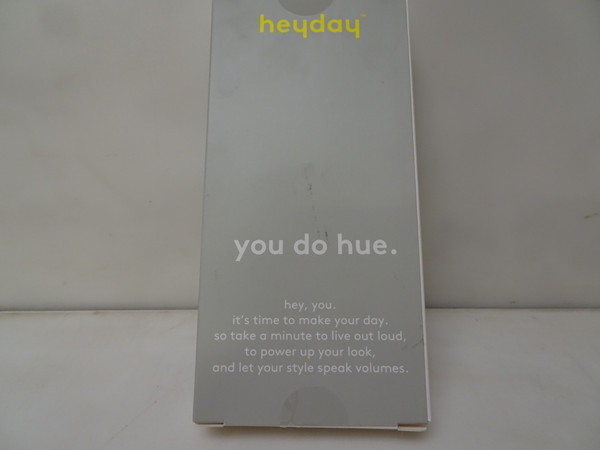 heyday™
you do hue.
hey, you.
it's time to make your day.
so take a minute to live out loud,
to power up your look,
and let your style speak volumes.